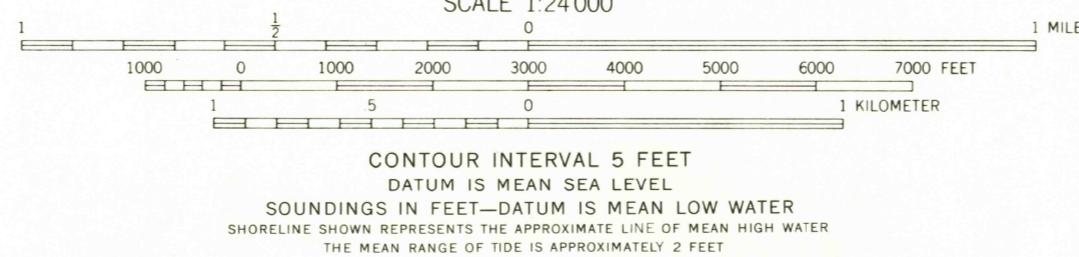 SCALE 1:24 000
1 1/2 0 1 MILE
1000 0 1000 2000 3000 4000 5000 6000 7000 FEET
1 5 0 1 KILOMETER
CONTOUR INTERVAL 5 FEET
DATUM IS MEAN SEA LEVEL
SOUNDINGS IN FEET—DATUM IS MEAN LOW WATER
SHORELINE SHOWN REPRESENTS THE APPROXIMATE LINE OF MEAN HIGH WATER
THE MEAN RANGE OF TIDE IS APPROXIMATELY 2 FEET